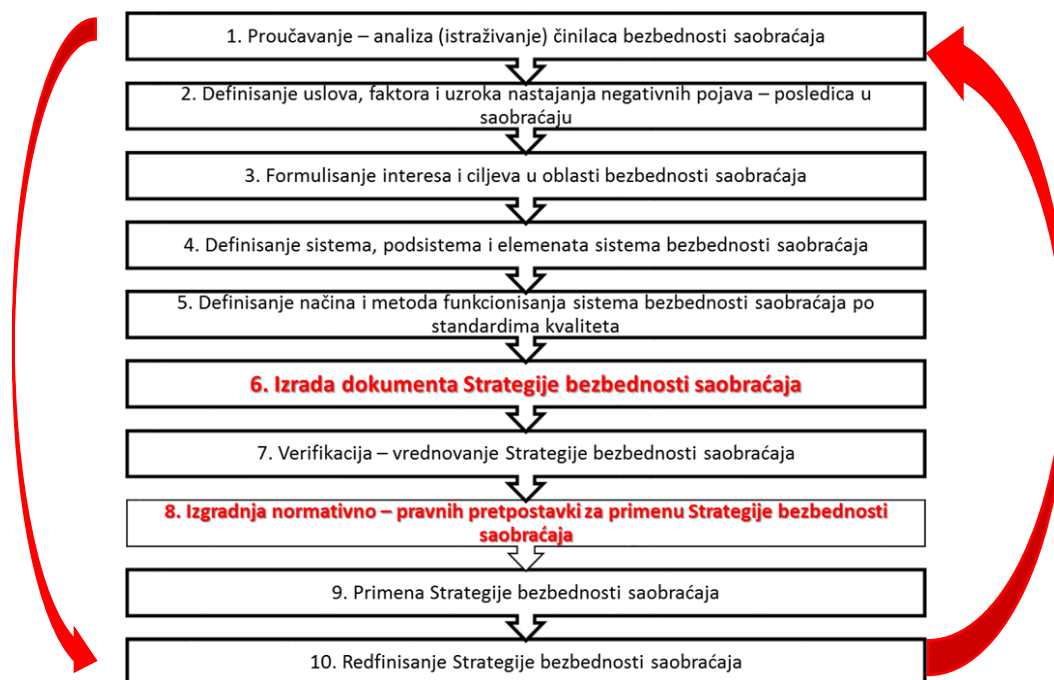 1. Proučavanje – analiza (istraživanje) činilaca bezbednosti saobraćaja
2. Definisanje uslova, faktora i uzroka nastajanja negativnih pojava – posledica u
saobraćaju
3. Formulisanje interesa i ciljeva u oblasti bezbednosti saobraćaja
4. Definisanje sistema, podsistema i elemenata sistema bezbednosti saobraćaja
5. Definisanje načina i metoda funkcionisanja sistema bezbednosti saobraćaja po
standardima kvaliteta
6. Izrada dokumenta Strategije bezbednosti saobraćaja
7. Verifikacija – vrednovanje Strategije bezbednosti saobraćaja
8. Izgradnja normativno – pravnih pretpostavki za primenu Strategije bezbednosti
saobraćaja
9. Primena Strategije bezbednosti saobraćaja
10. Redfinisanje Strategije bezbednosti saobraćaja